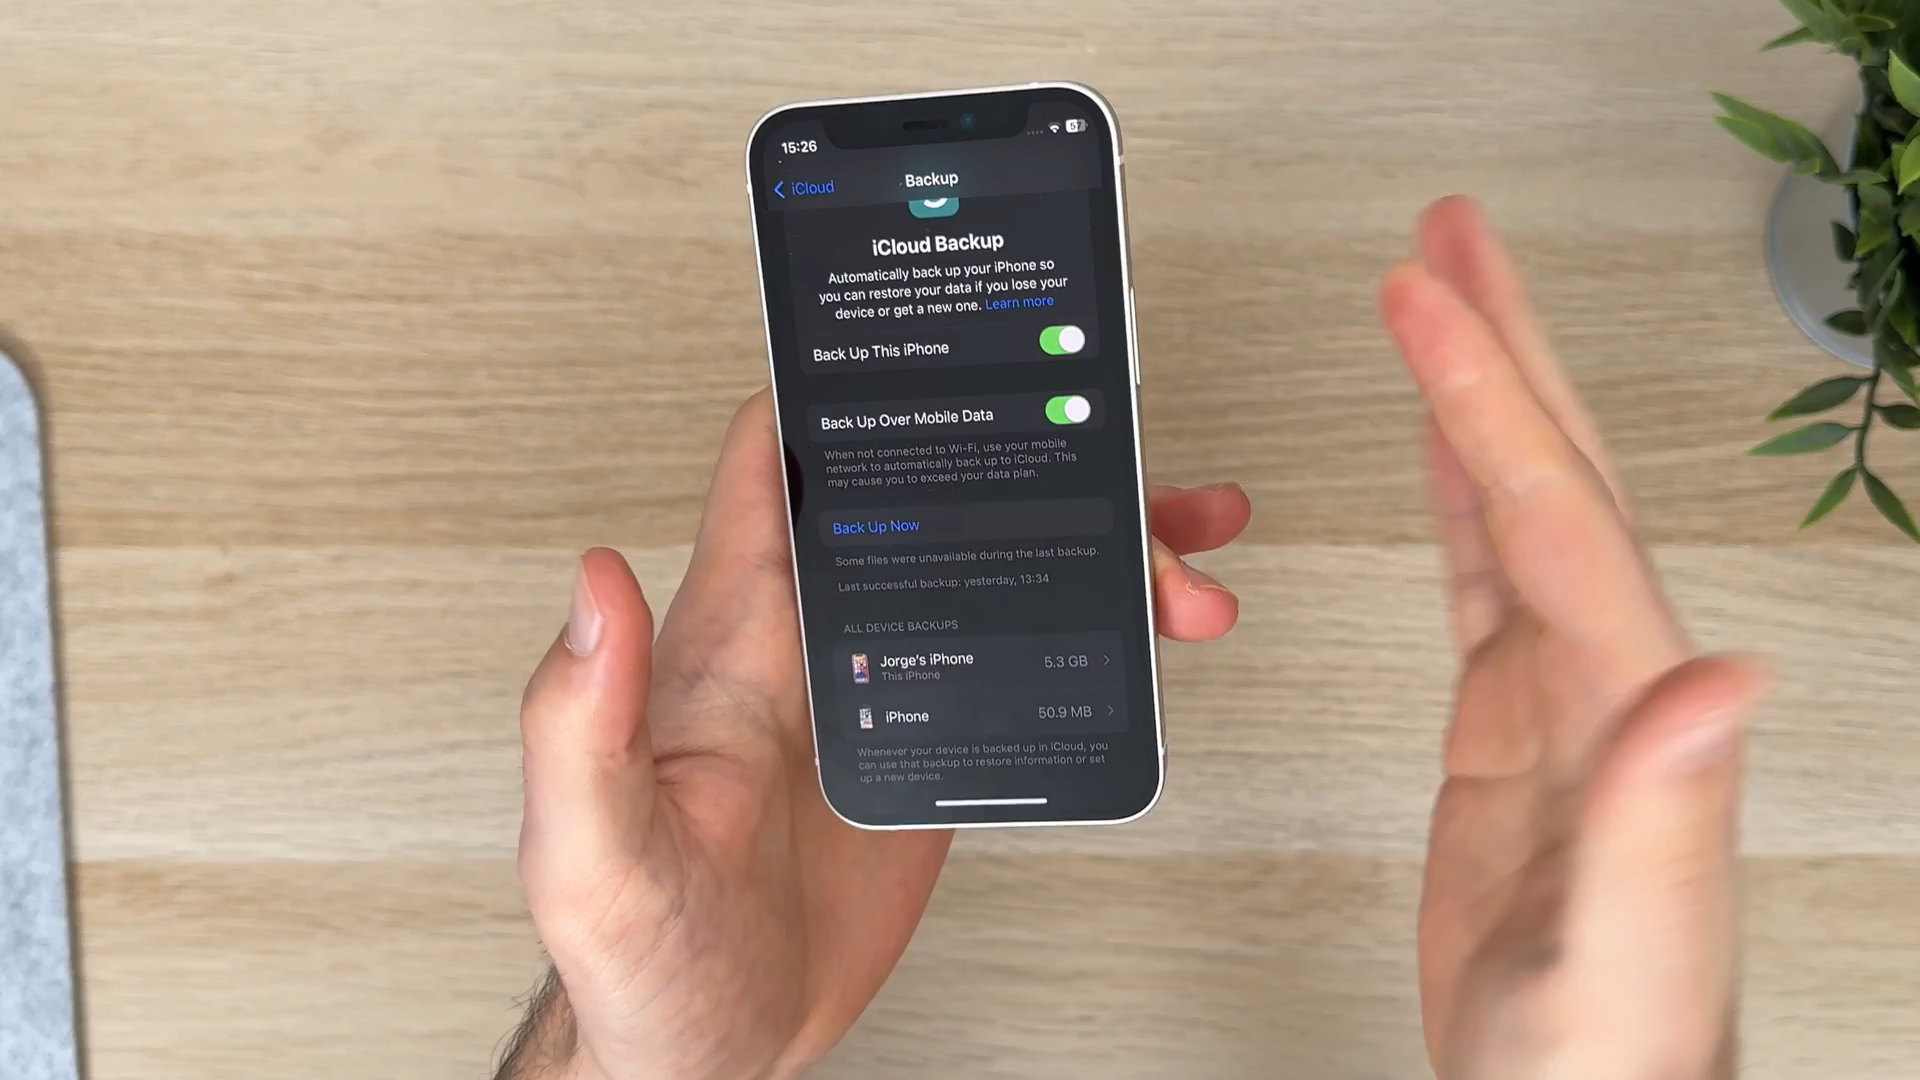 15:26
57
iCloud
Backup
iCloud Backup
Automatically back up your iPhone so
you can restore your data if you lose your
device or get a new one. Learn more
Back Up This iPhone
Back Up Over Mobile Data
When not connected to Wi-Fi, use your mobile
network to automatically back up to iCloud. This
may cause you to exceed your data plan.
Back Up Now
Some files were unavailable during the last backup.
Last successful backup: yesterday, 13:34
ALL DEVICE BACKUPS
Jorge's iPhone
5.3 GB
This iPhone
iPhone
50.9 MB
Whenever your device is backed up in iCloud, you
can use that backup to restore information or set
up a new device.